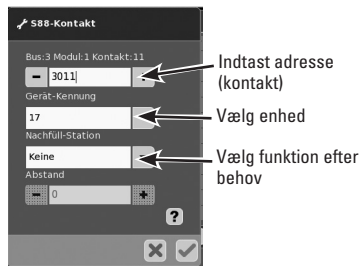 S88-Kontakt
Bus:3 Modul:1 Kontakt:11
- 3011
Gerät-Kennung
17
Nachfüll-Station
Keine
Abstand
- 0 +
?
Indtast adresse
(kontakt)
Vælg enhed
Vælg funktion efter
behov